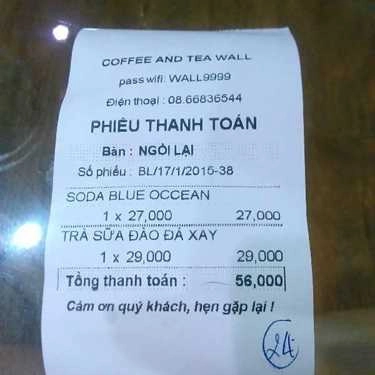 COFFEE AND TEA WALL
pass wifi: WALL9999
Điện thoại : 08.66836544
PHIẾU THANH TOÁN
Bàn : NGỒI LẠI
Số phiếu : BL/17/1/2015-38
SODA BLUE OCCEAN
1 x 27,000 27,000
TRÀ SỮA ĐÀO ĐÁ XAY
1 x 29,000 29,000
Tổng thanh toán : 56,000
Cảm ơn quý khách, hẹn gặp lại !
24